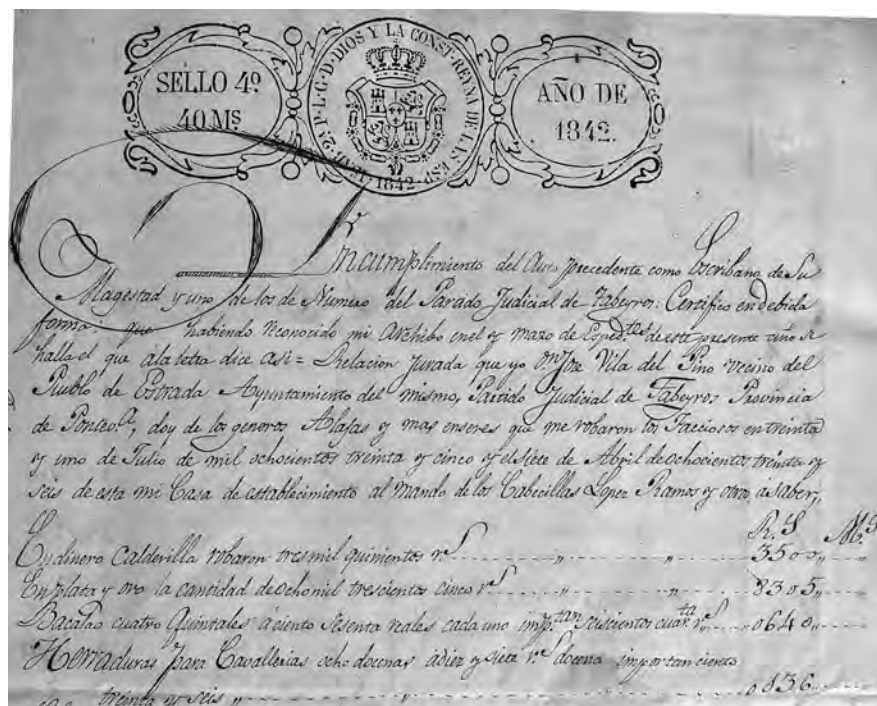 SELLO 4º
40 Mˢ
P. L. G. D. DIOS Y LA CONST. REYNA DE LAS ESP.
1842
AÑO DE
1842.
En cumplimiento del Auto precedente como Escribano de Su
Magestad y uno de los de Numero del Partido Judicial de Tabeyros: Certifico en debida
forma: que habiendo reconocido mi Archibo en el y mazo de Espedᵗᵉˢ de este presente año se
halla el que ala letra dice asi = Relacion jurada que yo Dⁿ Jose Vila del Pino vecino del
Pueblo de Estrada Ayuntamiento del mismo, Partido Judicial de Tabeyros Provincia
de Pontevᵃ, doy de los generos Alajas y mas enseres que me robaron los Facciosos en treinta
y uno de Julio de mil ochocientos treinta y cinco y el siete de Abril de ochocientos treinta y
seis de esta mi Casa de establecimiento al mando de los Cabecillas Lopez Ramos y otros, a saber,,
R.ˢ Mˢ
En dinero Calderilla robaron tres mil quinientos rˢ ,, ,, 3500,,
En plata y oro la cantidad de ocho mil trescientos cinco rˢ ,, ,, 8305,,
Bacalao cuatro Quintales á ciento sesenta reales cada uno impᵗᵃⁿ seiscientos cuarᵗᵃ rˢ 0640,,
Herraduras para Cavallerias ocho docenas á diez y siete rˢ docena importan ciento
treinta y seis ,, ,, 0136,,